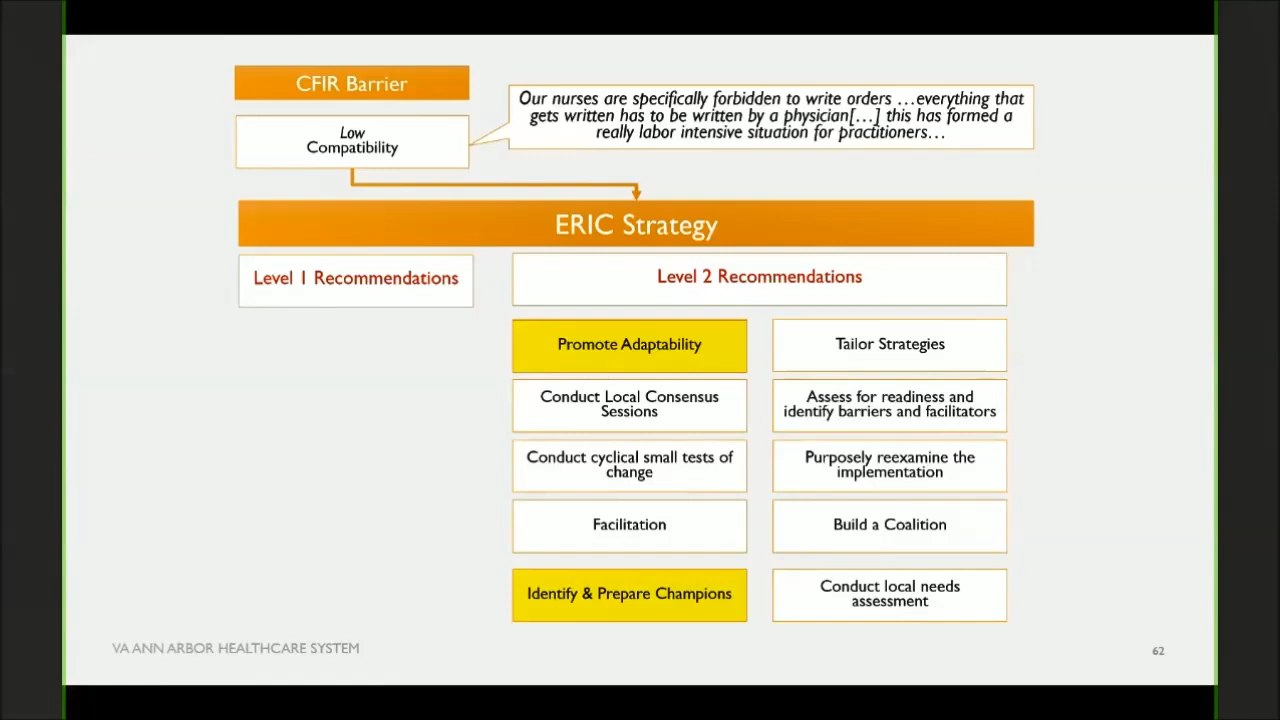 CFIR Barrier
Low
Compatibility
Our nurses are specifically forbidden to write orders …everything that
gets written has to be written by a physician[…] this has formed a
really labor intensive situation for practitioners…
ERIC Strategy
Level 1 Recommendations
Level 2 Recommendations
Promote Adaptability
Tailor Strategies
Conduct Local Consensus
Sessions
Assess for readiness and
identify barriers and facilitators
Conduct cyclical small tests of
change
Purposely reexamine the
implementation
Facilitation
Build a Coalition
Identify & Prepare Champions
Conduct local needs
assessment
VA ANN ARBOR HEALTHCARE SYSTEM
62